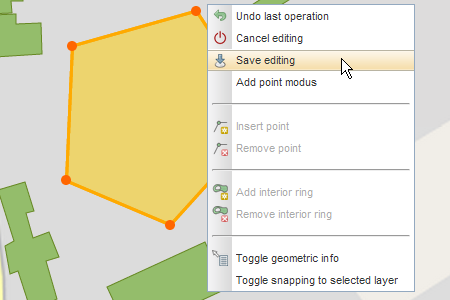 Undo last operation
Cancel editing
Save editing
Add point modus
Insert point
Remove point
Add interior ring
Remove interior ring
Toggle geometric info
Toggle snapping to selected layer